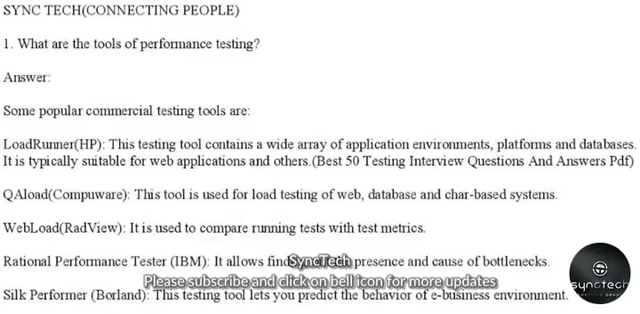 SYNC TECH(CONNECTING PEOPLE)
1. What are the tools of performance testing?
Answer:
Some popular commercial testing tools are:
LoadRunner(HP): This testing tool contains a wide array of application environments, platforms and databases.
It is typically suitable for web applications and others.(Best 50 Testing Interview Questions And Answers Pdf)
QAload(Compuware): This tool is used for load testing of web, database and char-based systems.
WebLoad(RadView): It is used to compare running tests with test metrics.
Rational Performance Tester (IBM): It allows find presence and cause of bottlenecks.
SyncTech
Please subscribe and click on bell icon for more updates
Silk Performer (Borland): This testing tool lets you predict the behavior of e-business environment.
synctech